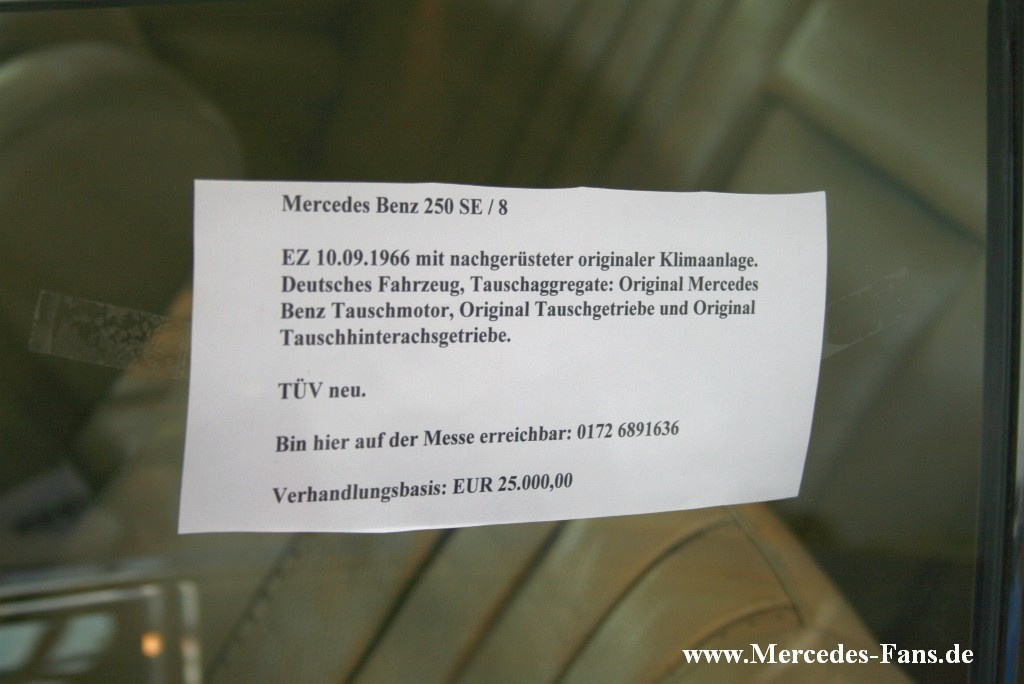 Mercedes Benz 250 SE / 8
EZ 10.09.1966 mit nachgerüsteter originaler Klimaanlage.
Deutsches Fahrzeug, Tauschaggregate: Original Mercedes
Benz Tauschmotor, Original Tauschgetriebe und Original
Tauschhinterachsgetriebe.
TÜV neu.
Bin hier auf der Messe erreichbar: 0172 6891636
Verhandlungsbasis: EUR 25.000,00
www.Mercedes-Fans.de